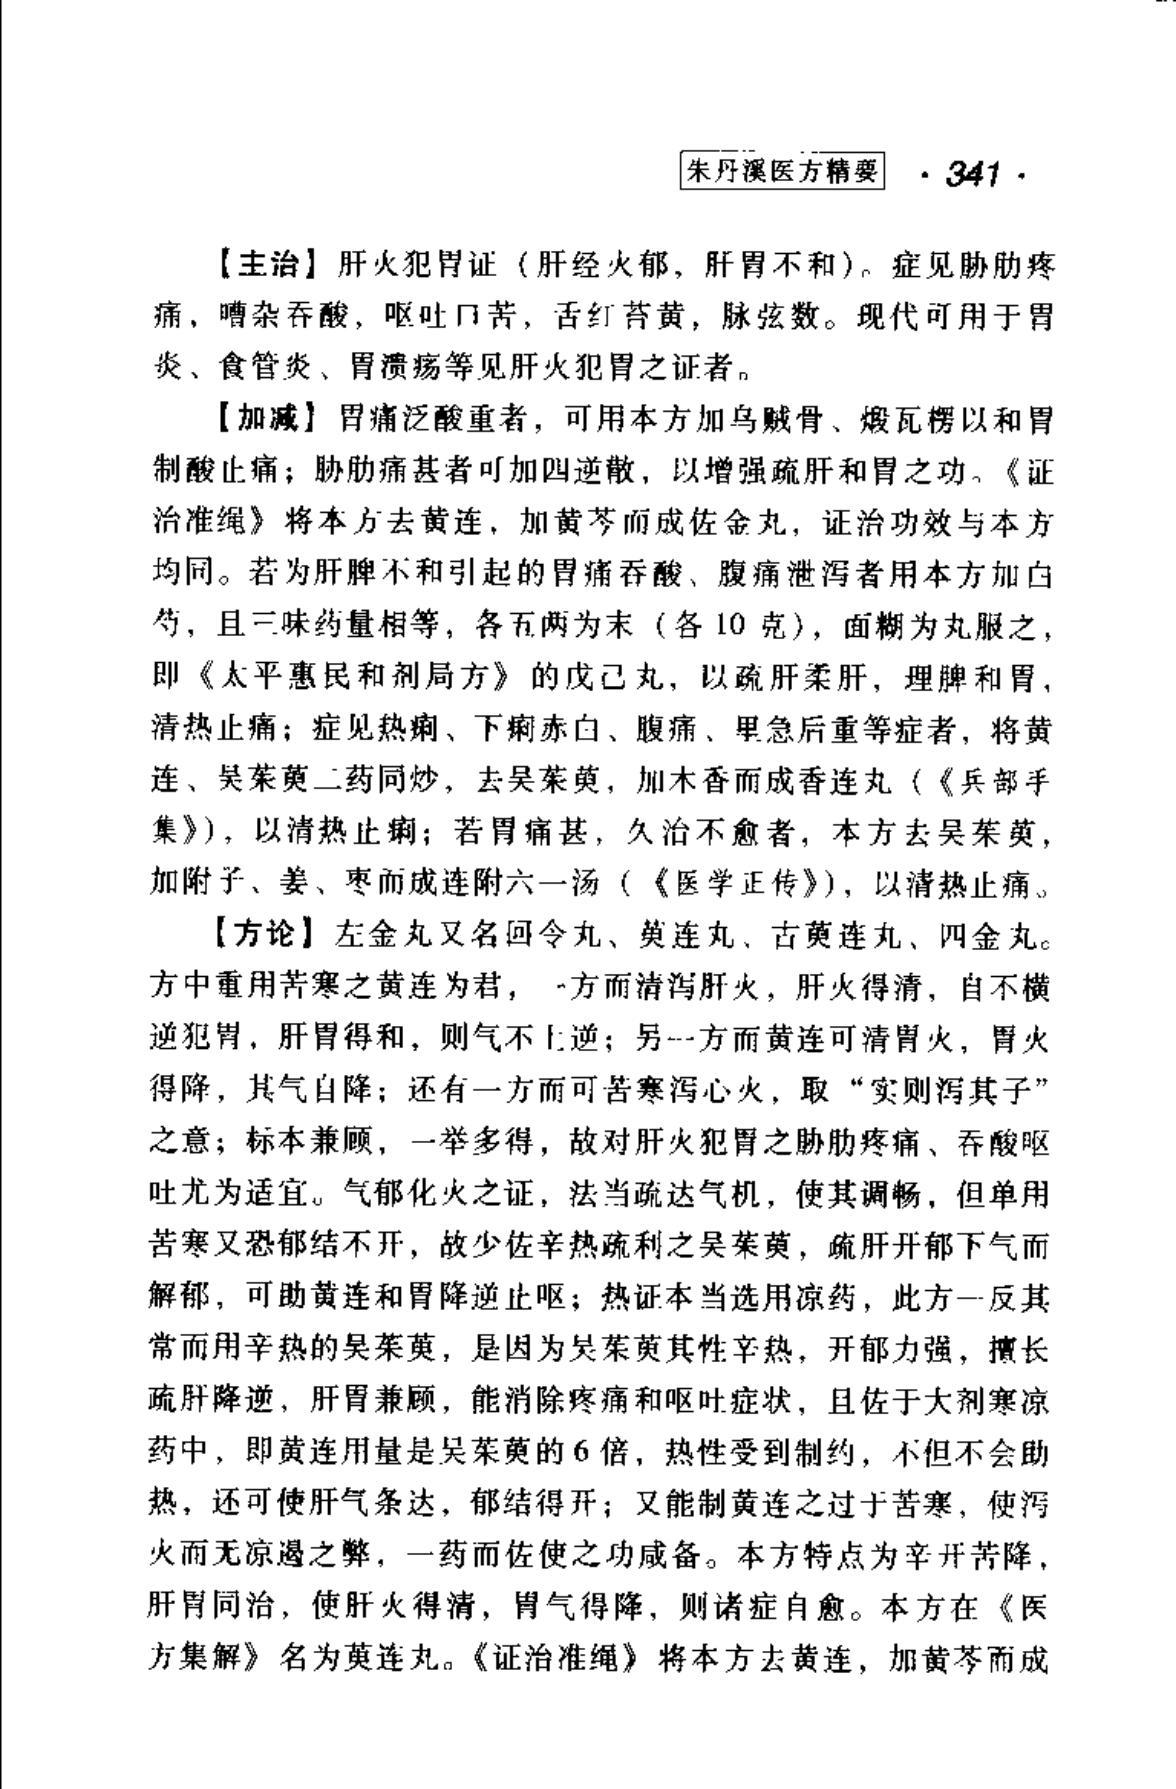 朱丹溪医方精要 · 341 ·
【主治】肝火犯胃证（肝经火郁，肝胃不和）。症见胁肋疼
痛，嘈杂吞酸，呕吐口苦，舌红苔黄，脉弦数。现代可用于胃
炎、食管炎、胃溃疡等见肝火犯胃之证者。
【加减】胃痛泛酸重者，可用本方加乌贼骨、煅瓦楞以和胃
制酸止痛；胁肋痛甚者可加四逆散，以增强疏肝和胃之功。《证
治准绳》将本方去黄连，加黄芩而成佐金丸，证治功效与本方
均同。若为肝脾不和引起的胃痛吞酸、腹痛泄泻者用本方加白
芍，且三味药量相等，各五两为末（各 10 克），面糊为丸服之，
即《太平惠民和剂局方》的戊己丸，以疏肝柔肝，理脾和胃，
清热止痛；症见热痢、下痢赤白、腹痛、里急后重等症者，将黄
连、吴茱萸二药同炒，去吴茱萸，加木香而成香连丸（《兵部手
集》），以清热止痢；若胃痛甚，久治不愈者，本方去吴茱萸，
加附子、姜、枣而成连附六一汤（《医学正传》），以清热止痛。
【方论】左金丸又名回令丸、萸连丸、古萸连丸、四金丸。
方中重用苦寒之黄连为君，一方而清泻肝火，肝火得清，自不横
逆犯胃，肝胃得和，则气不上逆；另一方而黄连可清胃火，胃火
得降，其气自降；还有一方而可苦寒泻心火，取“实则泻其子”
之意；标本兼顾，一举多得，故对肝火犯胃之胁肋疼痛、吞酸呕
吐尤为适宜。气郁化火之证，法当疏达气机，使其调畅，但单用
苦寒又恐郁结不开，故少佐辛热疏利之吴茱萸，疏肝开郁下气而
解郁，可助黄连和胃降逆止呕；热证本当选用凉药，此方一反其
常而用辛热的吴茱萸，是因为吴茱萸其性辛热，开郁力强，擅长
疏肝降逆，肝胃兼顾，能消除疼痛和呕吐症状，且佐于大剂寒凉
药中，即黄连用量是吴茱萸的 6 倍，热性受到制约，不但不会助
热，还可使肝气条达，郁结得开；又能制黄连之过于苦寒，使泻
火而无凉遏之弊，一药而佐使之功咸备。本方特点为辛开苦降，
肝胃同治，使肝火得清，胃气得降，则诸症自愈。本方在《医
方集解》名为萸连丸。《证治准绳》将本方去黄连，加黄芩而成